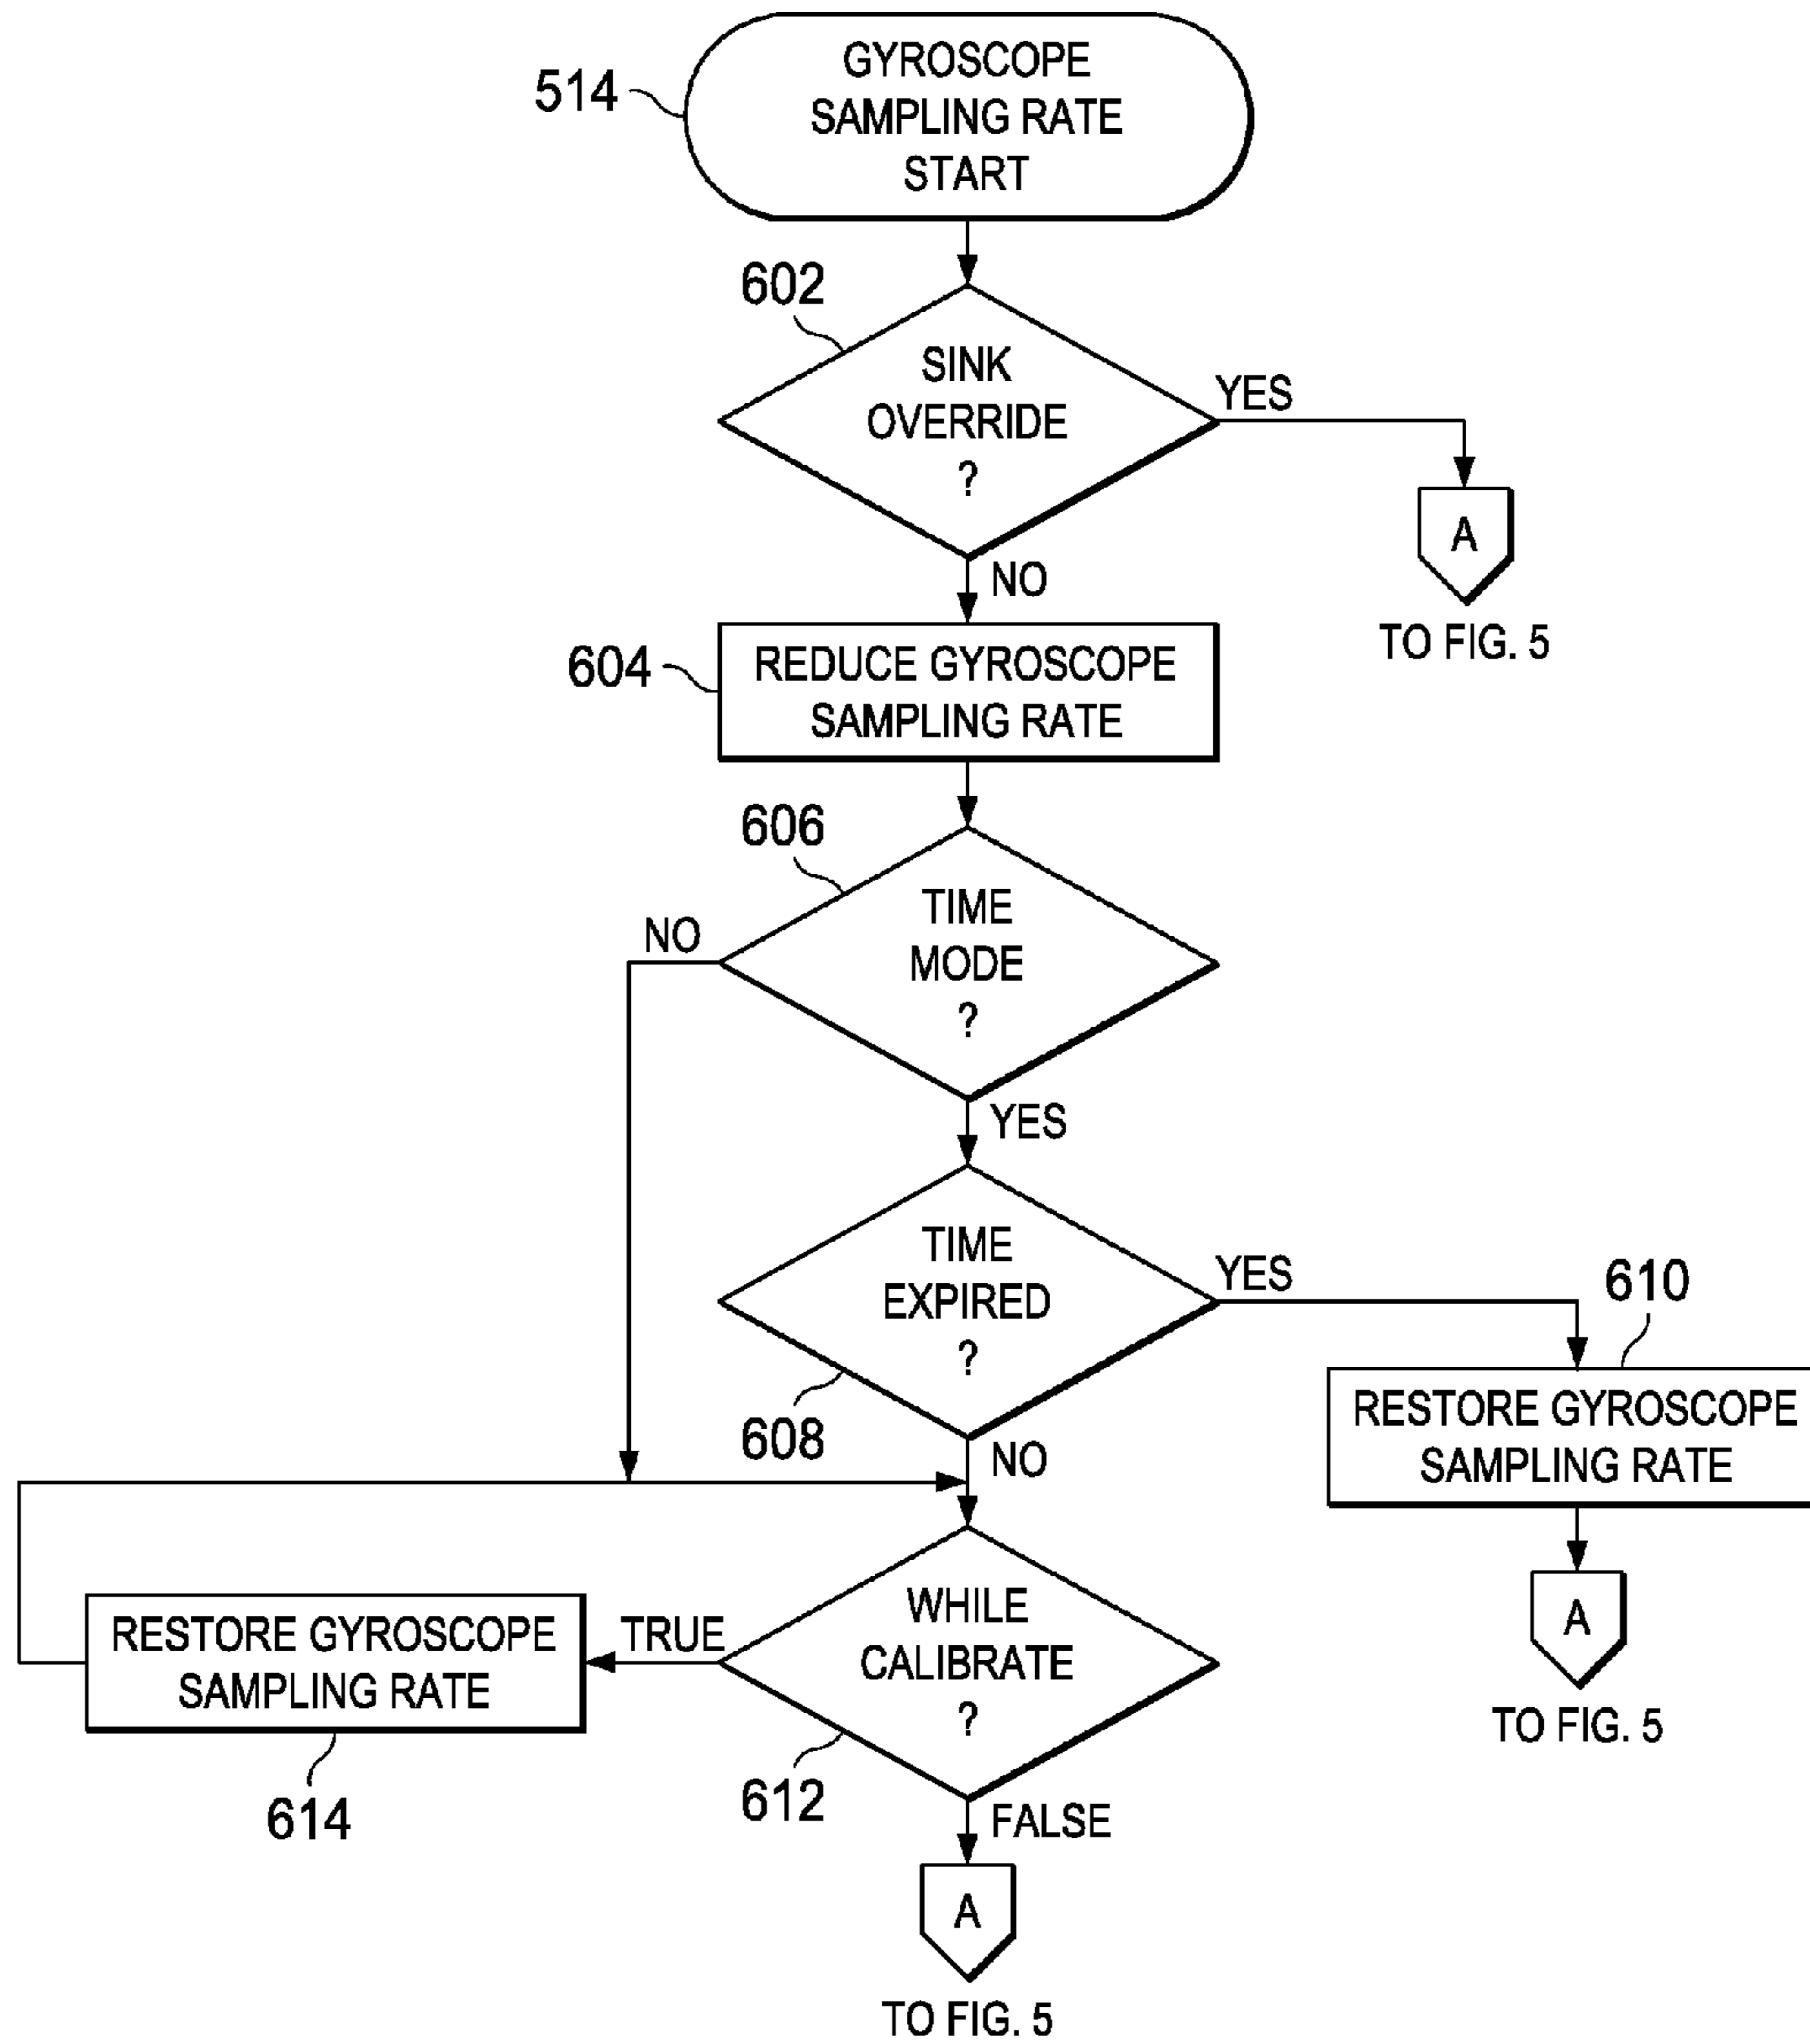 GYROSCOPE
SAMPLING RATE
START
514
602
SINK
OVERRIDE
?
YES
A
TO FIG. 5
NO
604
REDUCE GYROSCOPE
SAMPLING RATE
606
TIME
MODE
?
NO
YES
TIME
EXPIRED
?
608
YES
610
RESTORE GYROSCOPE
SAMPLING RATE
A
TO FIG. 5
NO
WHILE
CALIBRATE
?
612
TRUE
RESTORE GYROSCOPE
SAMPLING RATE
614
FALSE
A
TO FIG. 5